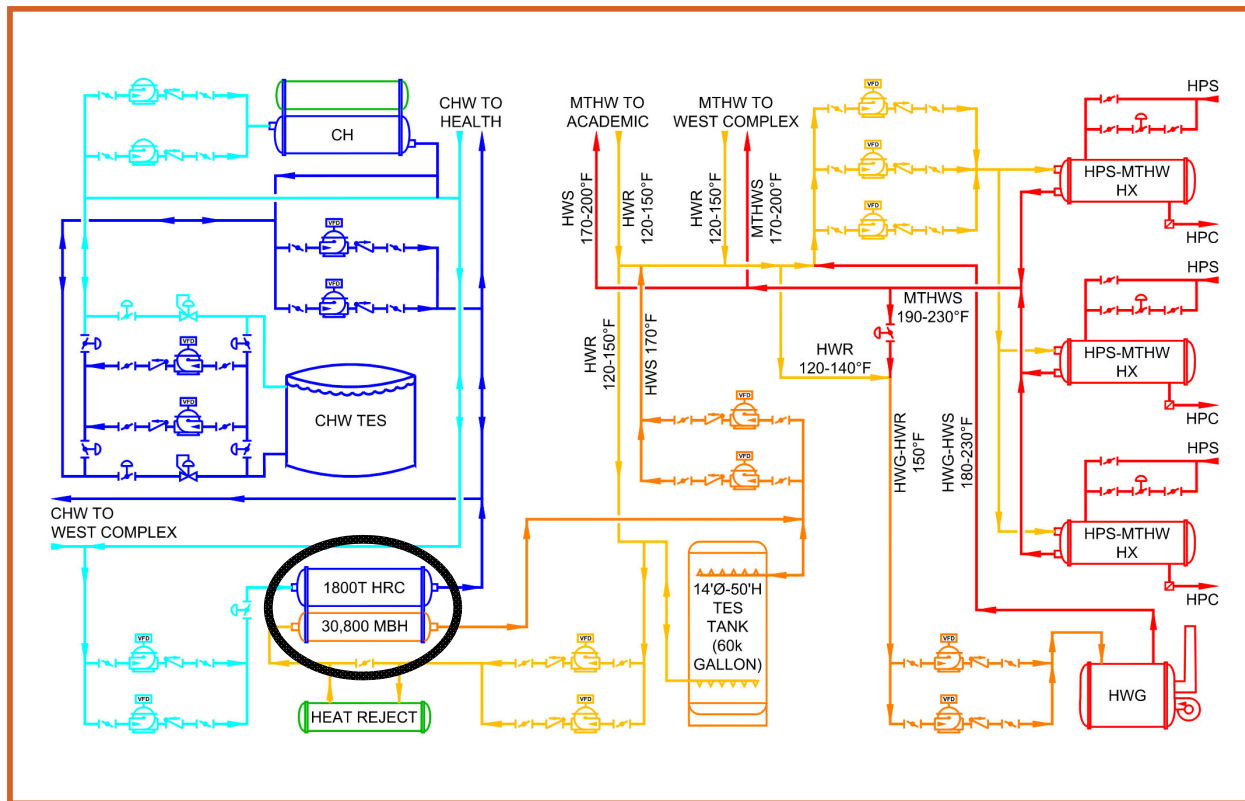 CH
CHW TO
HEALTH
MTHW TO
ACADEMIC
MTHW TO
WEST COMPLEX
HWS
170-200°F
HWR
120-150°F
HWR
120-150°F
MTHWS
170-200°F
VFD
VFD
VFD
HPS
HPS-MTHW
HX
HPC
VFD
VFD
VFD
VFD
CHW TES
CHW TO
WEST COMPLEX
HWR
120-150°F
HWS 170°F
MTHWS
190-230°F
HWR
120-140°F
HWG-HWR
150°F
HWG-HWS
180-230°F
VFD
VFD
HPS
HPS-MTHW
HX
HPC
HPS
HPS-MTHW
HX
HPC
1800T HRC
30,800 MBH
HEAT REJECT
VFD
VFD
VFD
VFD
14'Ø-50'H
TES
TANK
(60k
GALLON)
VFD
VFD
HWG